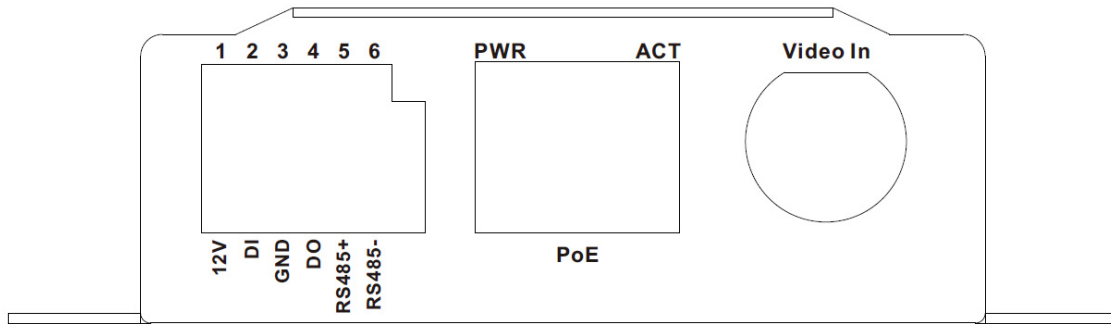 1 2 3 4 5 6
PWR ACT
Video In
12V
DI
GND
DO
RS485+
RS485-
PoE